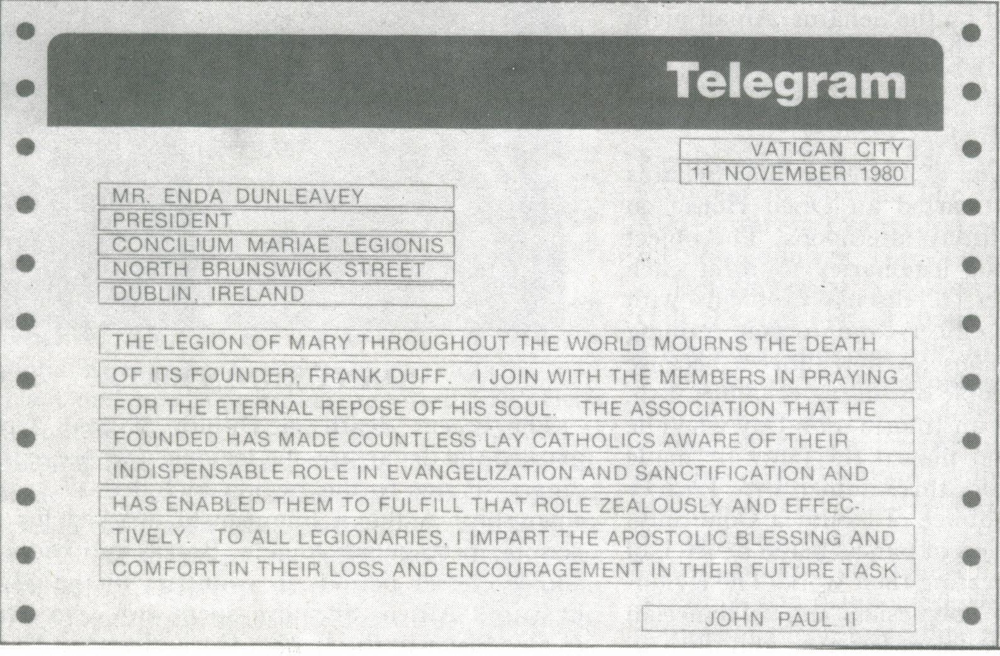 Telegram
VATICAN CITY
11 NOVEMBER 1980
MR. ENDA DUNLEAVEY
PRESIDENT
CONCILIUM MARIAE LEGIONIS
NORTH BRUNSWICK STREET
DUBLIN, IRELAND
THE LEGION OF MARY THROUGHOUT THE WORLD MOURNS THE DEATH
OF ITS FOUNDER, FRANK DUFF. I JOIN WITH THE MEMBERS IN PRAYING
FOR THE ETERNAL REPOSE OF HIS SOUL. THE ASSOCIATION THAT HE
FOUNDED HAS MADE COUNTLESS LAY CATHOLICS AWARE OF THEIR
INDISPENSABLE ROLE IN EVANGELIZATION AND SANCTIFICATION AND
HAS ENABLED THEM TO FULFILL THAT ROLE ZEALOUSLY AND EFFEC-
TIVELY. TO ALL LEGIONARIES, I IMPART THE APOSTOLIC BLESSING AND
COMFORT IN THEIR LOSS AND ENCOURAGEMENT IN THEIR FUTURE TASK.
JOHN PAUL II